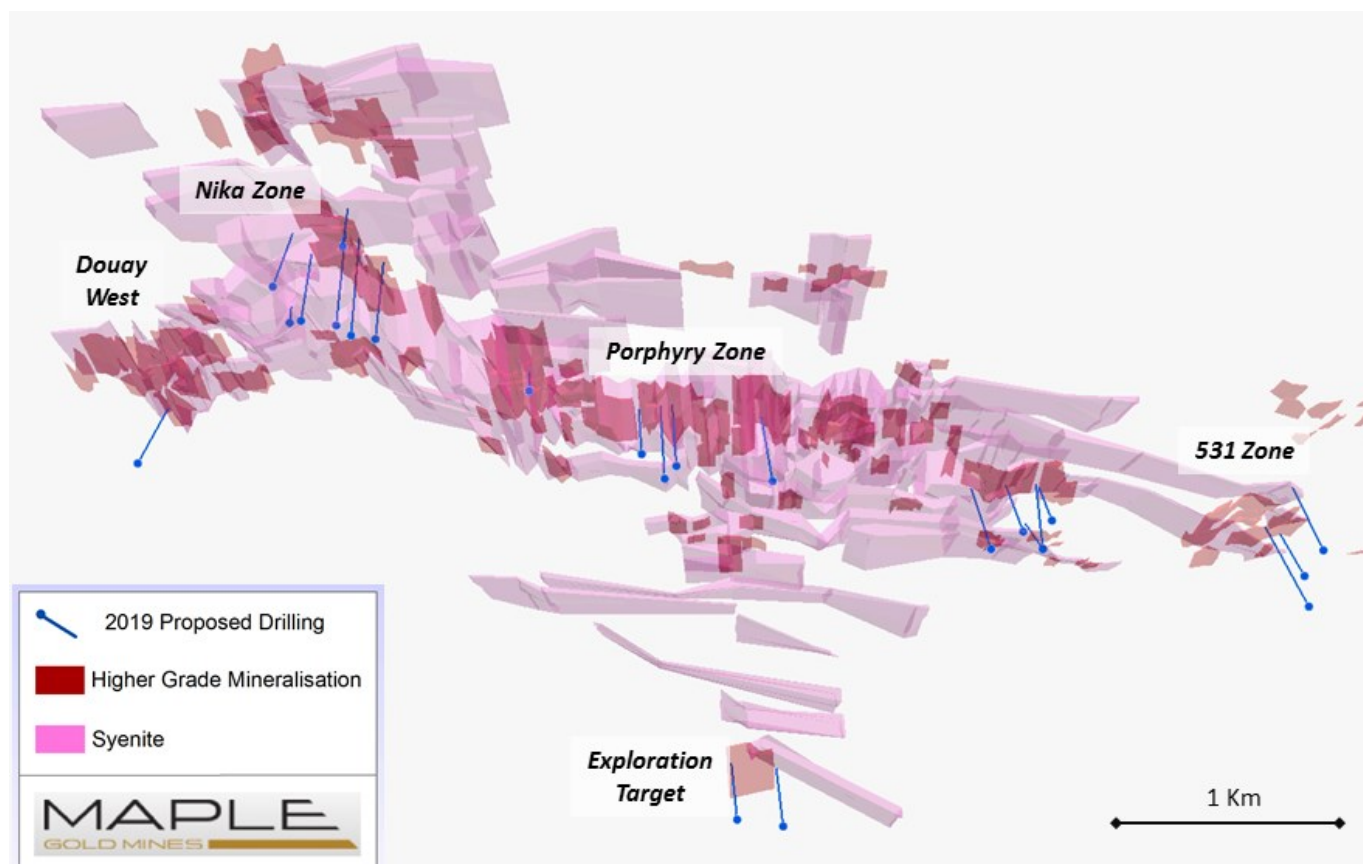 Nika Zone
Douay
West
Porphyry Zone
531 Zone
2019 Proposed Drilling
Higher Grade Mineralisation
Syenite
MAPLE
GOLD MINES
Exploration
Target
1 Km